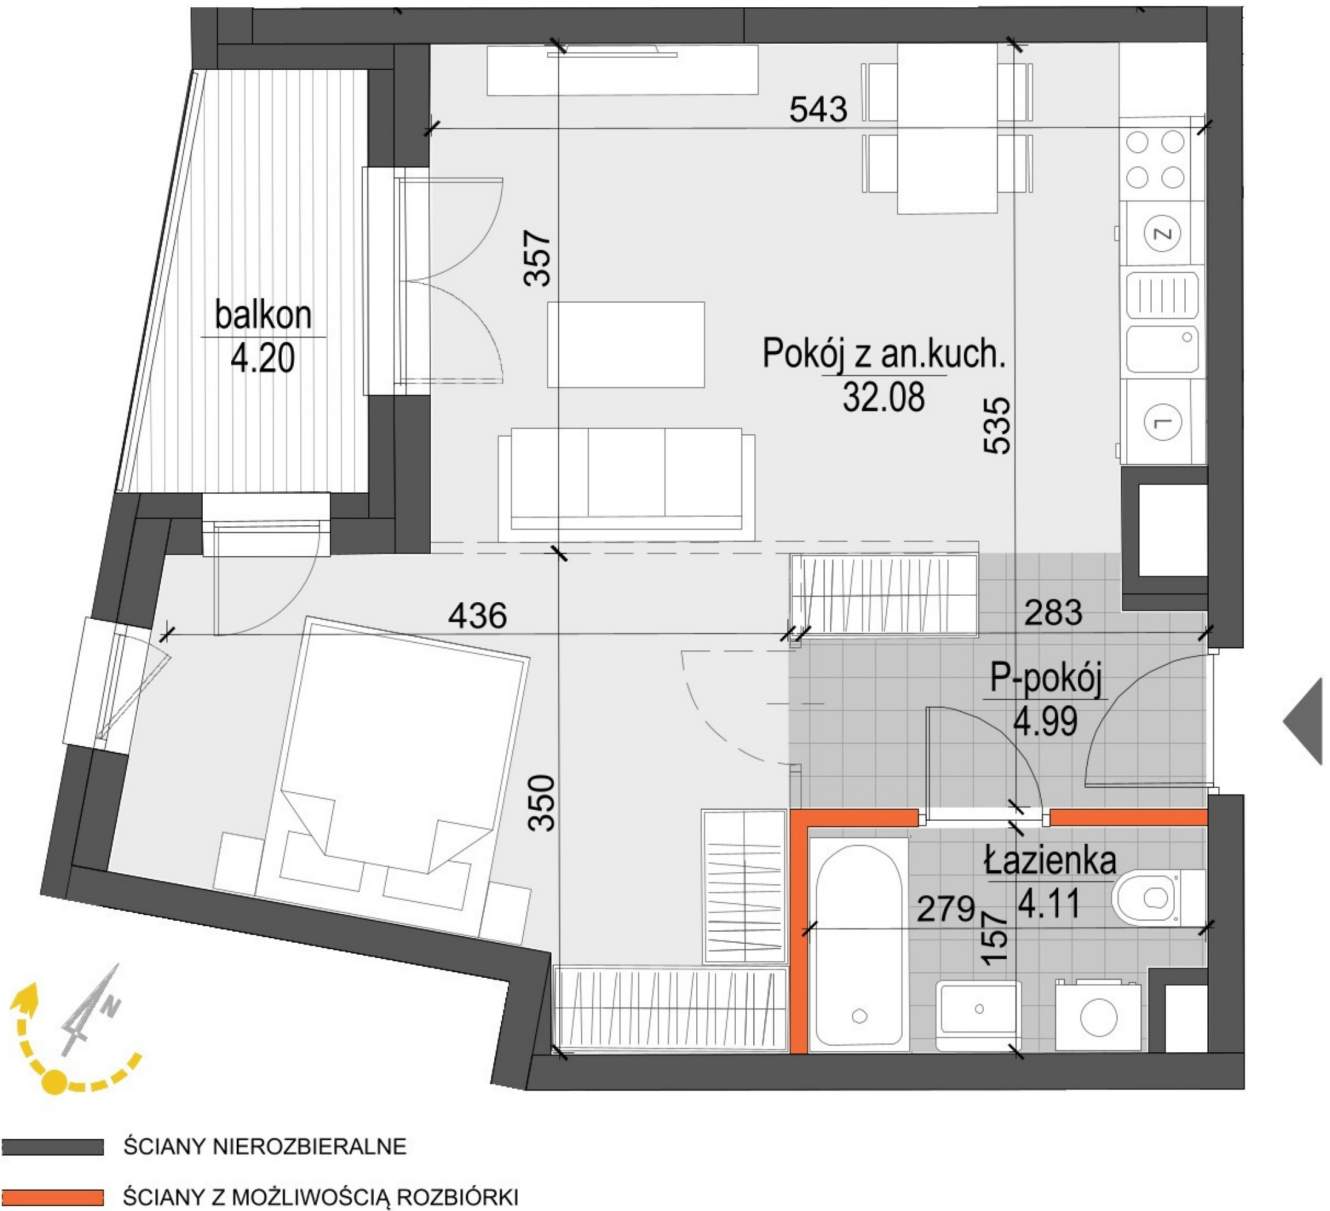 543
357
balkon
4.20
Z
Pokój z an.kuch.
32.08
535
L
436
283
P-pokój
4.99
350
Łazienka
279
4.11
157
N
ŚCIANY NIEROZBIERALNE
ŚCIANY Z MOŻLIWOŚCIĄ ROZBIÓRKI